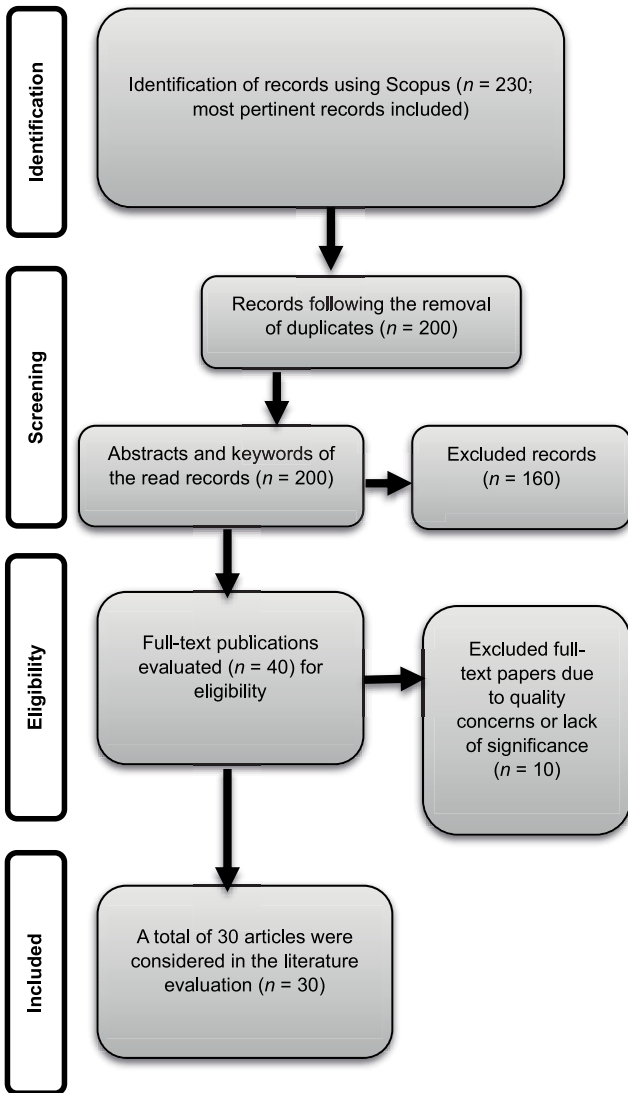 Identification
Identification of records using Scopus (n = 230;
most pertinent records included)
Screening
Records following the removal
of duplicates (n = 200)
Abstracts and keywords of
the read records (n = 200)
Excluded records
(n = 160)
Eligibility
Full-text publications
evaluated (n = 40) for
eligibility
Excluded full-
text papers due
to quality
concerns or lack
of significance
(n = 10)
Included
A total of 30 articles were
considered in the literature
evaluation (n = 30)